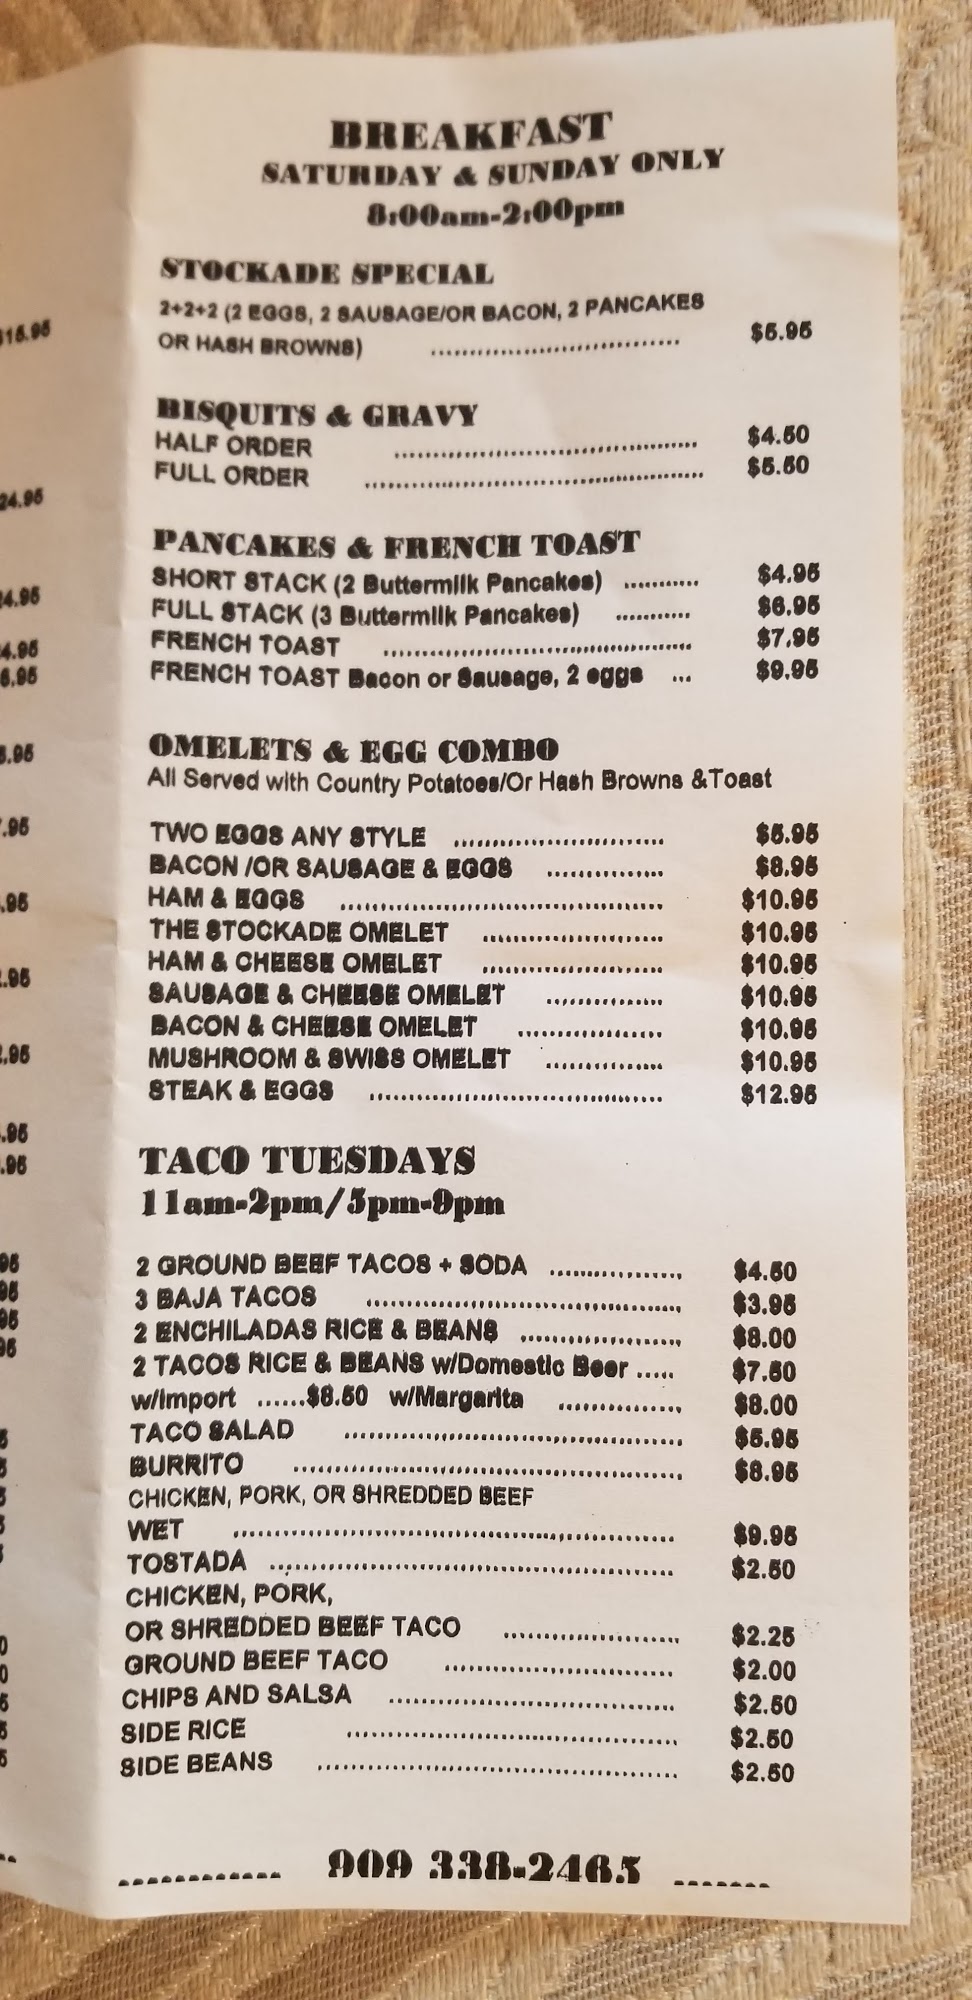 BREAKFAST
SATURDAY & SUNDAY ONLY
8:00am-2:00pm
STOCKADE SPECIAL
2+2+2 (2 EGGS, 2 SAUSAGE/OR BACON, 2 PANCAKES
OR HASH BROWNS) .................................. $5.95
BISQUITS & GRAVY
HALF ORDER .......................................... $4.50
FULL ORDER ............................................... $5.50
PANCAKES & FRENCH TOAST
SHORT STACK (2 Buttermilk Pancakes) ........... $4.95
FULL STACK (3 Buttermilk Pancakes) ........... $6.95
FRENCH TOAST ........................................... $7.95
FRENCH TOAST Bacon or Sausage, 2 eggs ... $9.95
OMELETS & EGG COMBO
All Served with Country Potatoes/Or Hash Browns &Toast
TWO EGGS ANY STYLE ............................. $5.95
BACON /OR SAUSAGE & EGGS ................ $8.95
HAM & EGGS ............................................. $10.95
THE STOCKADE OMELET ......................... $10.95
HAM & CHEESE OMELET ......................... $10.95
SAUSAGE & CHEESE OMELET ................ $10.95
BACON & CHEESE OMELET .................... $10.95
MUSHROOM & SWISS OMELET ................ $10.95
STEAK & EGGS ......................................... $12.95
TACO TUESDAYS
11am-2pm/5pm-9pm
2 GROUND BEEF TACOS + SODA .................. $4.50
3 BAJA TACOS ............................................ $3.95
2 ENCHILADAS RICE & BEANS ...................... $8.00
2 TACOS RICE & BEANS w/Domestic Beer ..... $7.50
w/Import ......$8.50 w/Margarita ................. $8.00
TACO SALAD ............................................... $5.95
BURRITO ...................................................... $8.95
CHICKEN, PORK, OR SHREDDED BEEF
WET ............................................................. $9.95
TOSTADA ........................................................ $2.50
CHICKEN, PORK,
OR SHREDDED BEEF TACO ........................ $2.25
GROUND BEEF TACO ................................ $2.00
CHIPS AND SALSA ........................................ $2.50
SIDE RICE .............................................. $2.50
SIDE BEANS .................................................. $2.50
............ 909 338-2465 .......